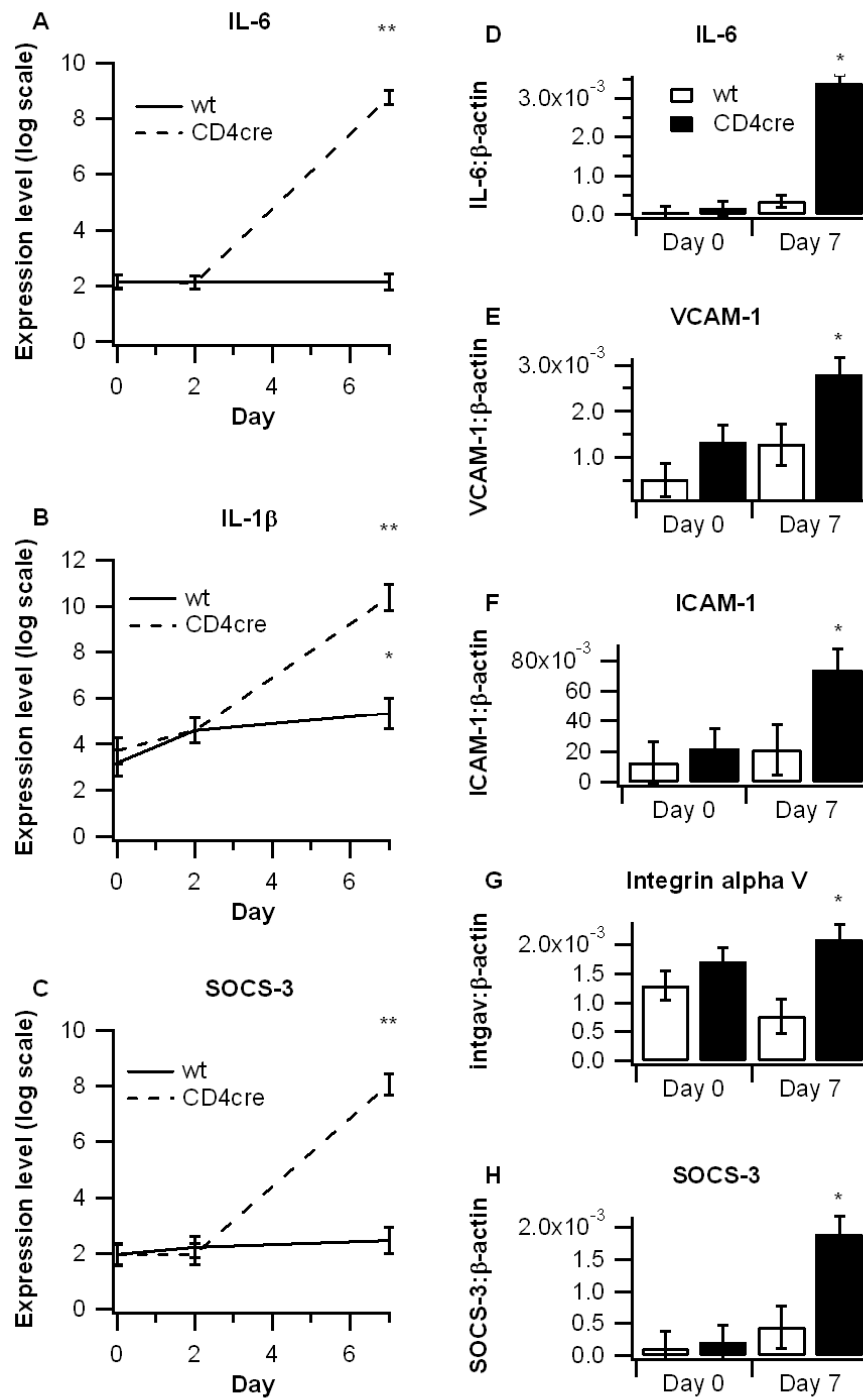 A IL-6
**
Expression level (log scale)
10
8
6
4
2
0
wt
CD4cre
0 2 4 6
Day
B IL-1β
**
Expression level (log scale)
12
10
8
6
4
2
0
wt
CD4cre
*
0 2 4 6
Day
C SOCS-3
**
Expression level (log scale)
10
8
6
4
2
0
wt
CD4cre
0 2 4 6
Day
D IL-6
*
IL-6:β-actin
3.0x10⁻³
2.0
1.0
0.0
wt
CD4cre
Day 0 Day 7
E VCAM-1
*
VCAM-1:β-actin
3.0x10⁻³
2.0
1.0
Day 0 Day 7
F ICAM-1
*
ICAM-1:β-actin
80x10⁻³
60
40
20
0
Day 0 Day 7
G Integrin alpha V
*
intgav:β-actin
2.0x10⁻³
1.5
1.0
0.5
0.0
Day 0 Day 7
H SOCS-3
*
SOCS-3:β-actin
2.0x10⁻³
1.5
1.0
0.5
0.0
Day 0 Day 7